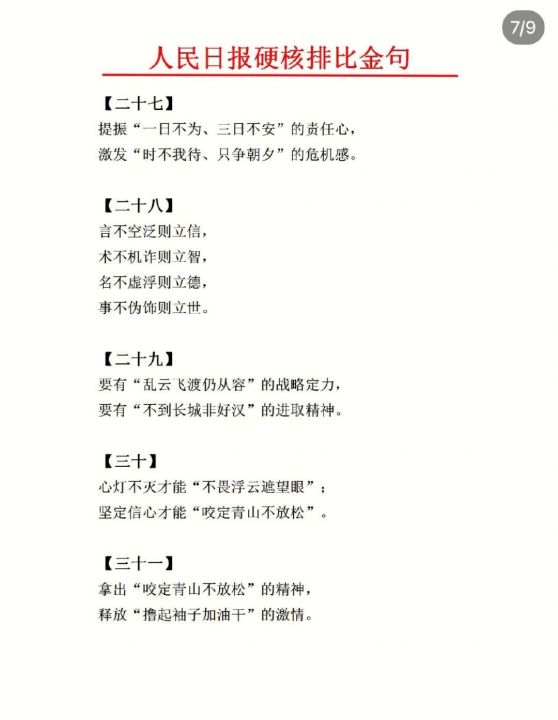 7/9
人民日报硬核排比金句
【二十七】
提振“一日不为、三日不安”的责任心，
激发“时不我待、只争朝夕”的危机感。
【二十八】
言不空泛则立信，
术不机诈则立智，
名不虚浮则立德，
事不伪饰则立世。
【二十九】
要有“乱云飞渡仍从容”的战略定力，
要有“不到长城非好汉”的进取精神。
【三十】
心灯不灭才能“不畏浮云遮望眼”；
坚定信心才能“咬定青山不放松”。
【三十一】
拿出“咬定青山不放松”的精神，
释放“撸起袖子加油干”的激情。